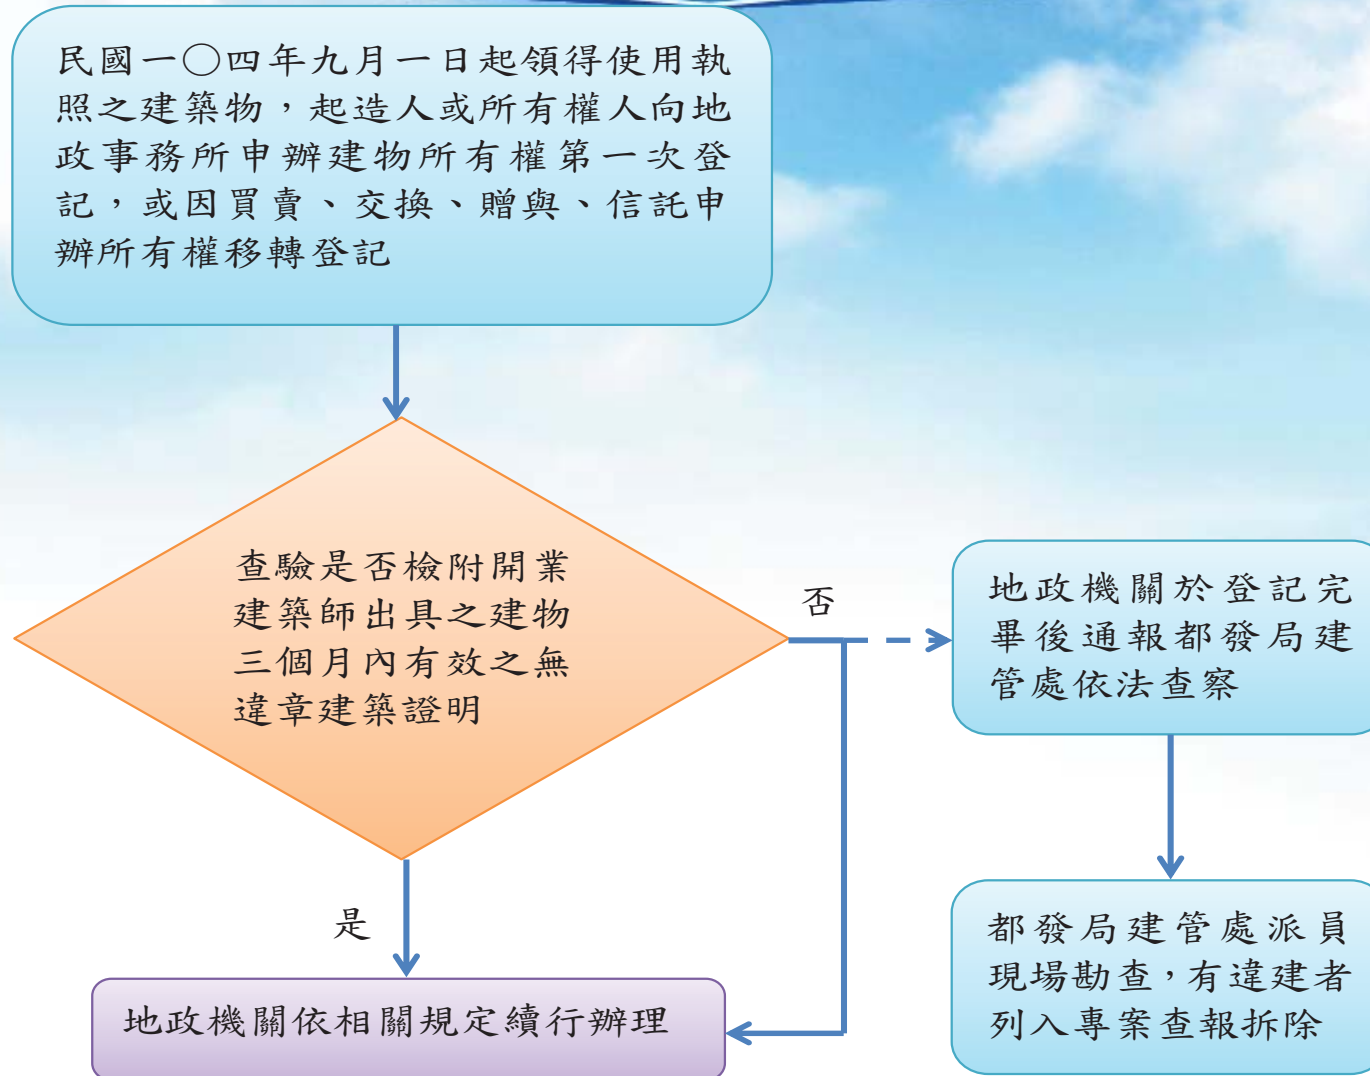 民國一○四年九月一日起領得使用執
照之建築物，起造人或所有權人向地
政事務所申辦建物所有權第一次登
記，或因買賣、交換、贈與、信託申
辦所有權移轉登記
查驗是否檢附開業
建築師出具之建物
三個月內有效之無
違章建築證明
否
地政機關於登記完
畢後通報都發局建
管處依法查察
是
地政機關依相關規定續行辦理
都發局建管處派員
現場勘查，有違建者
列入專案查報拆除